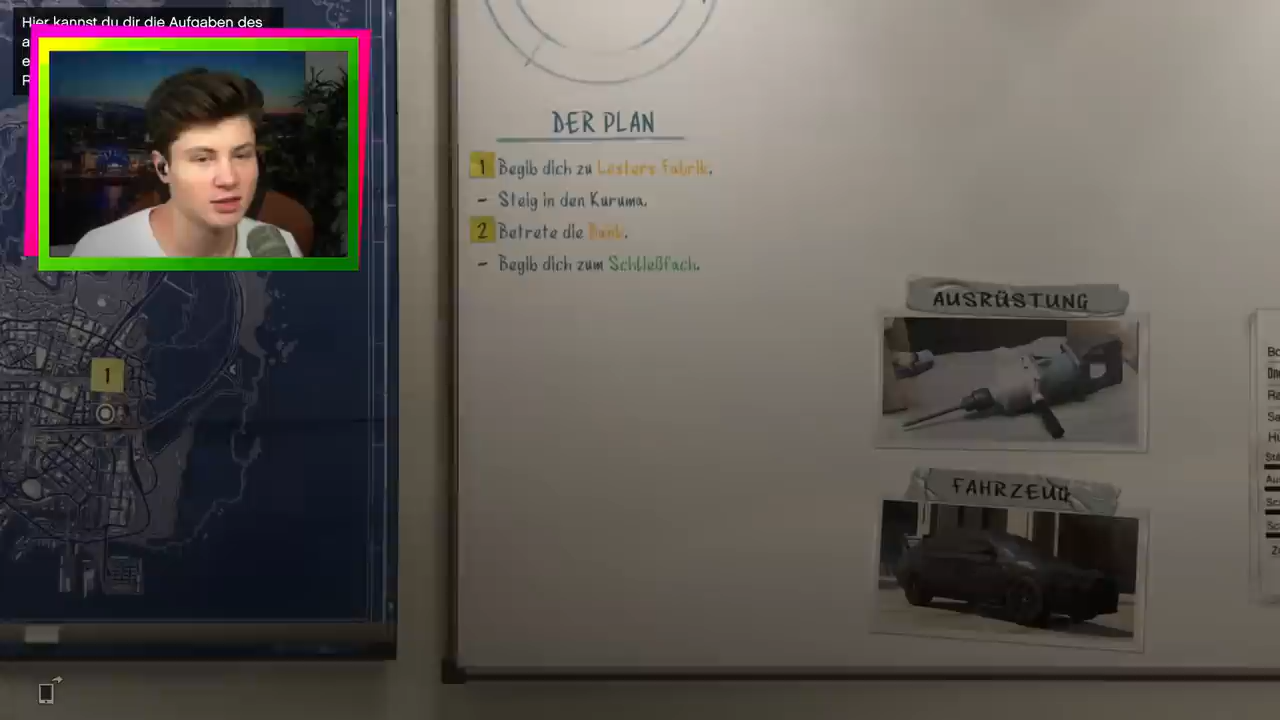 Hier kannst du dir die Aufgaben des
DER PLAN
1 Begib dich zu Lesters Fabrik.
– Steig in den Kuruma.
2 Betrete die Bank.
– Begib dich zum Schließfach.
AUSRÜSTUNG
FAHRZEUG
1